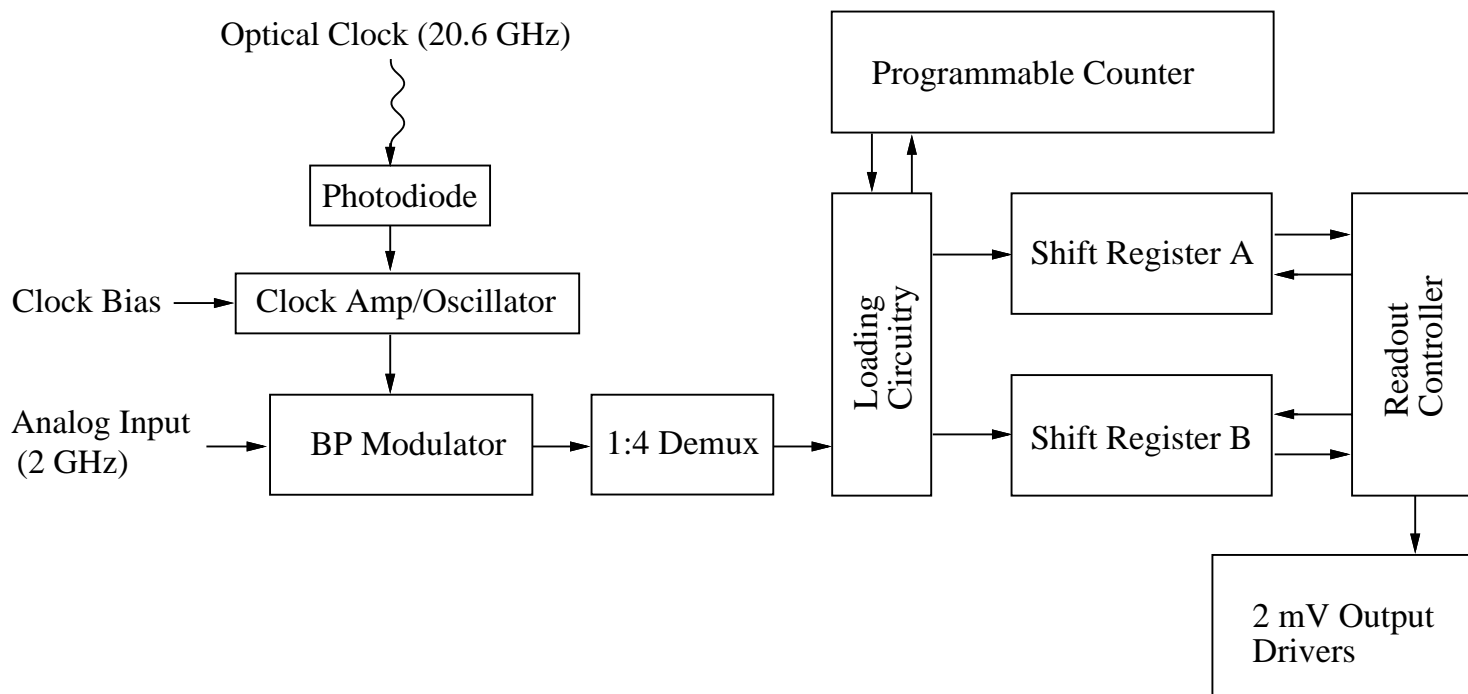 Optical Clock (20.6 GHz)
Programmable Counter
Photodiode
Clock Bias
Clock Amp/Oscillator
Loading
Circuitry
Shift Register A
Readout
Controller
Analog Input
(2 GHz)
BP Modulator
1:4 Demux
Shift Register B
2 mV Output
Drivers